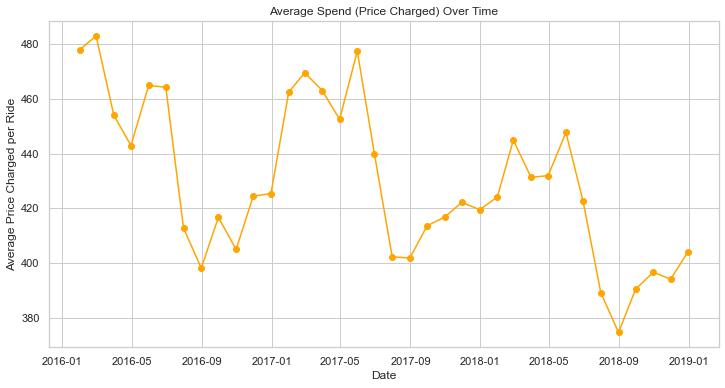 Average Spend (Price Charged) Over Time
Average Price Charged per Ride
480
460
440
420
400
380
2016-01 2016-05 2016-09 2017-01 2017-05 2017-09 2018-01 2018-05 2018-09 2019-01
Date